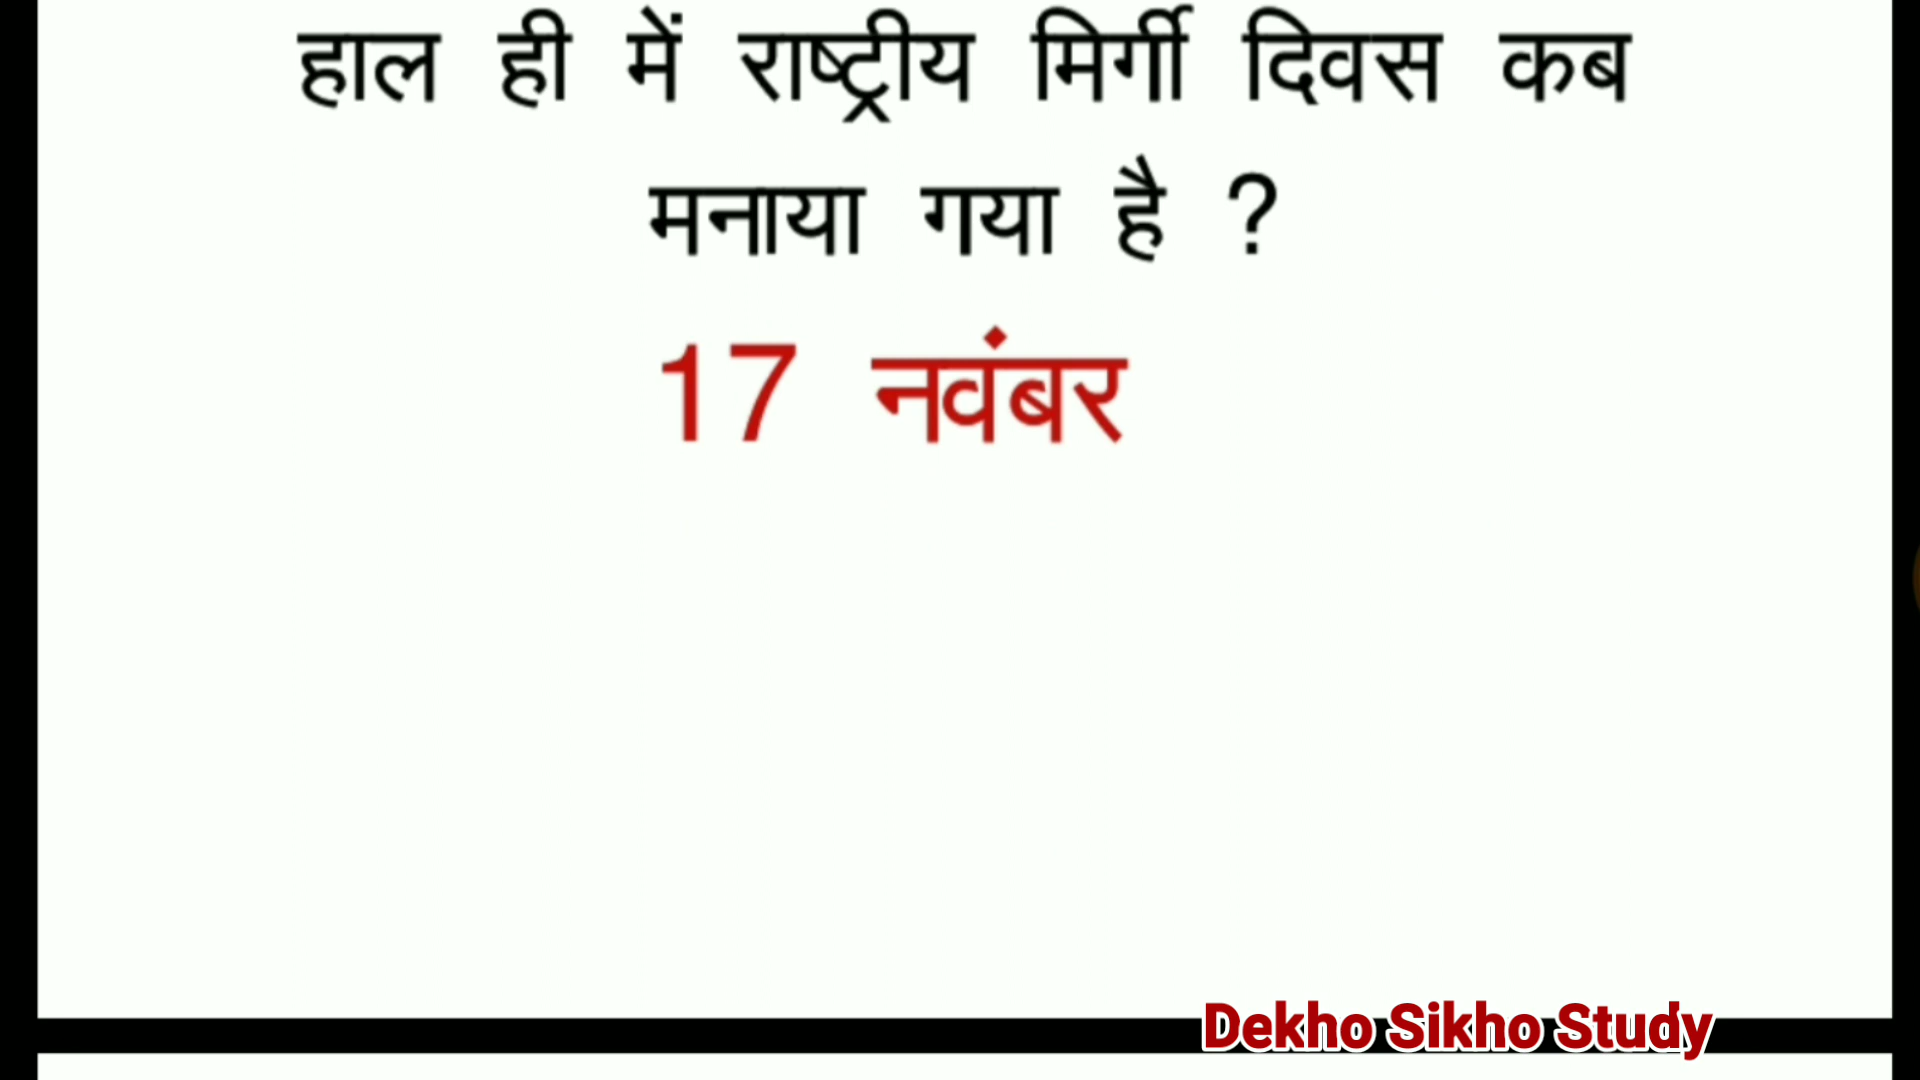 हाल ही में राष्ट्रीय मिर्गी दिवस कब
मनाया गया है ?
17 नवंबर
Dekho Sikho Study